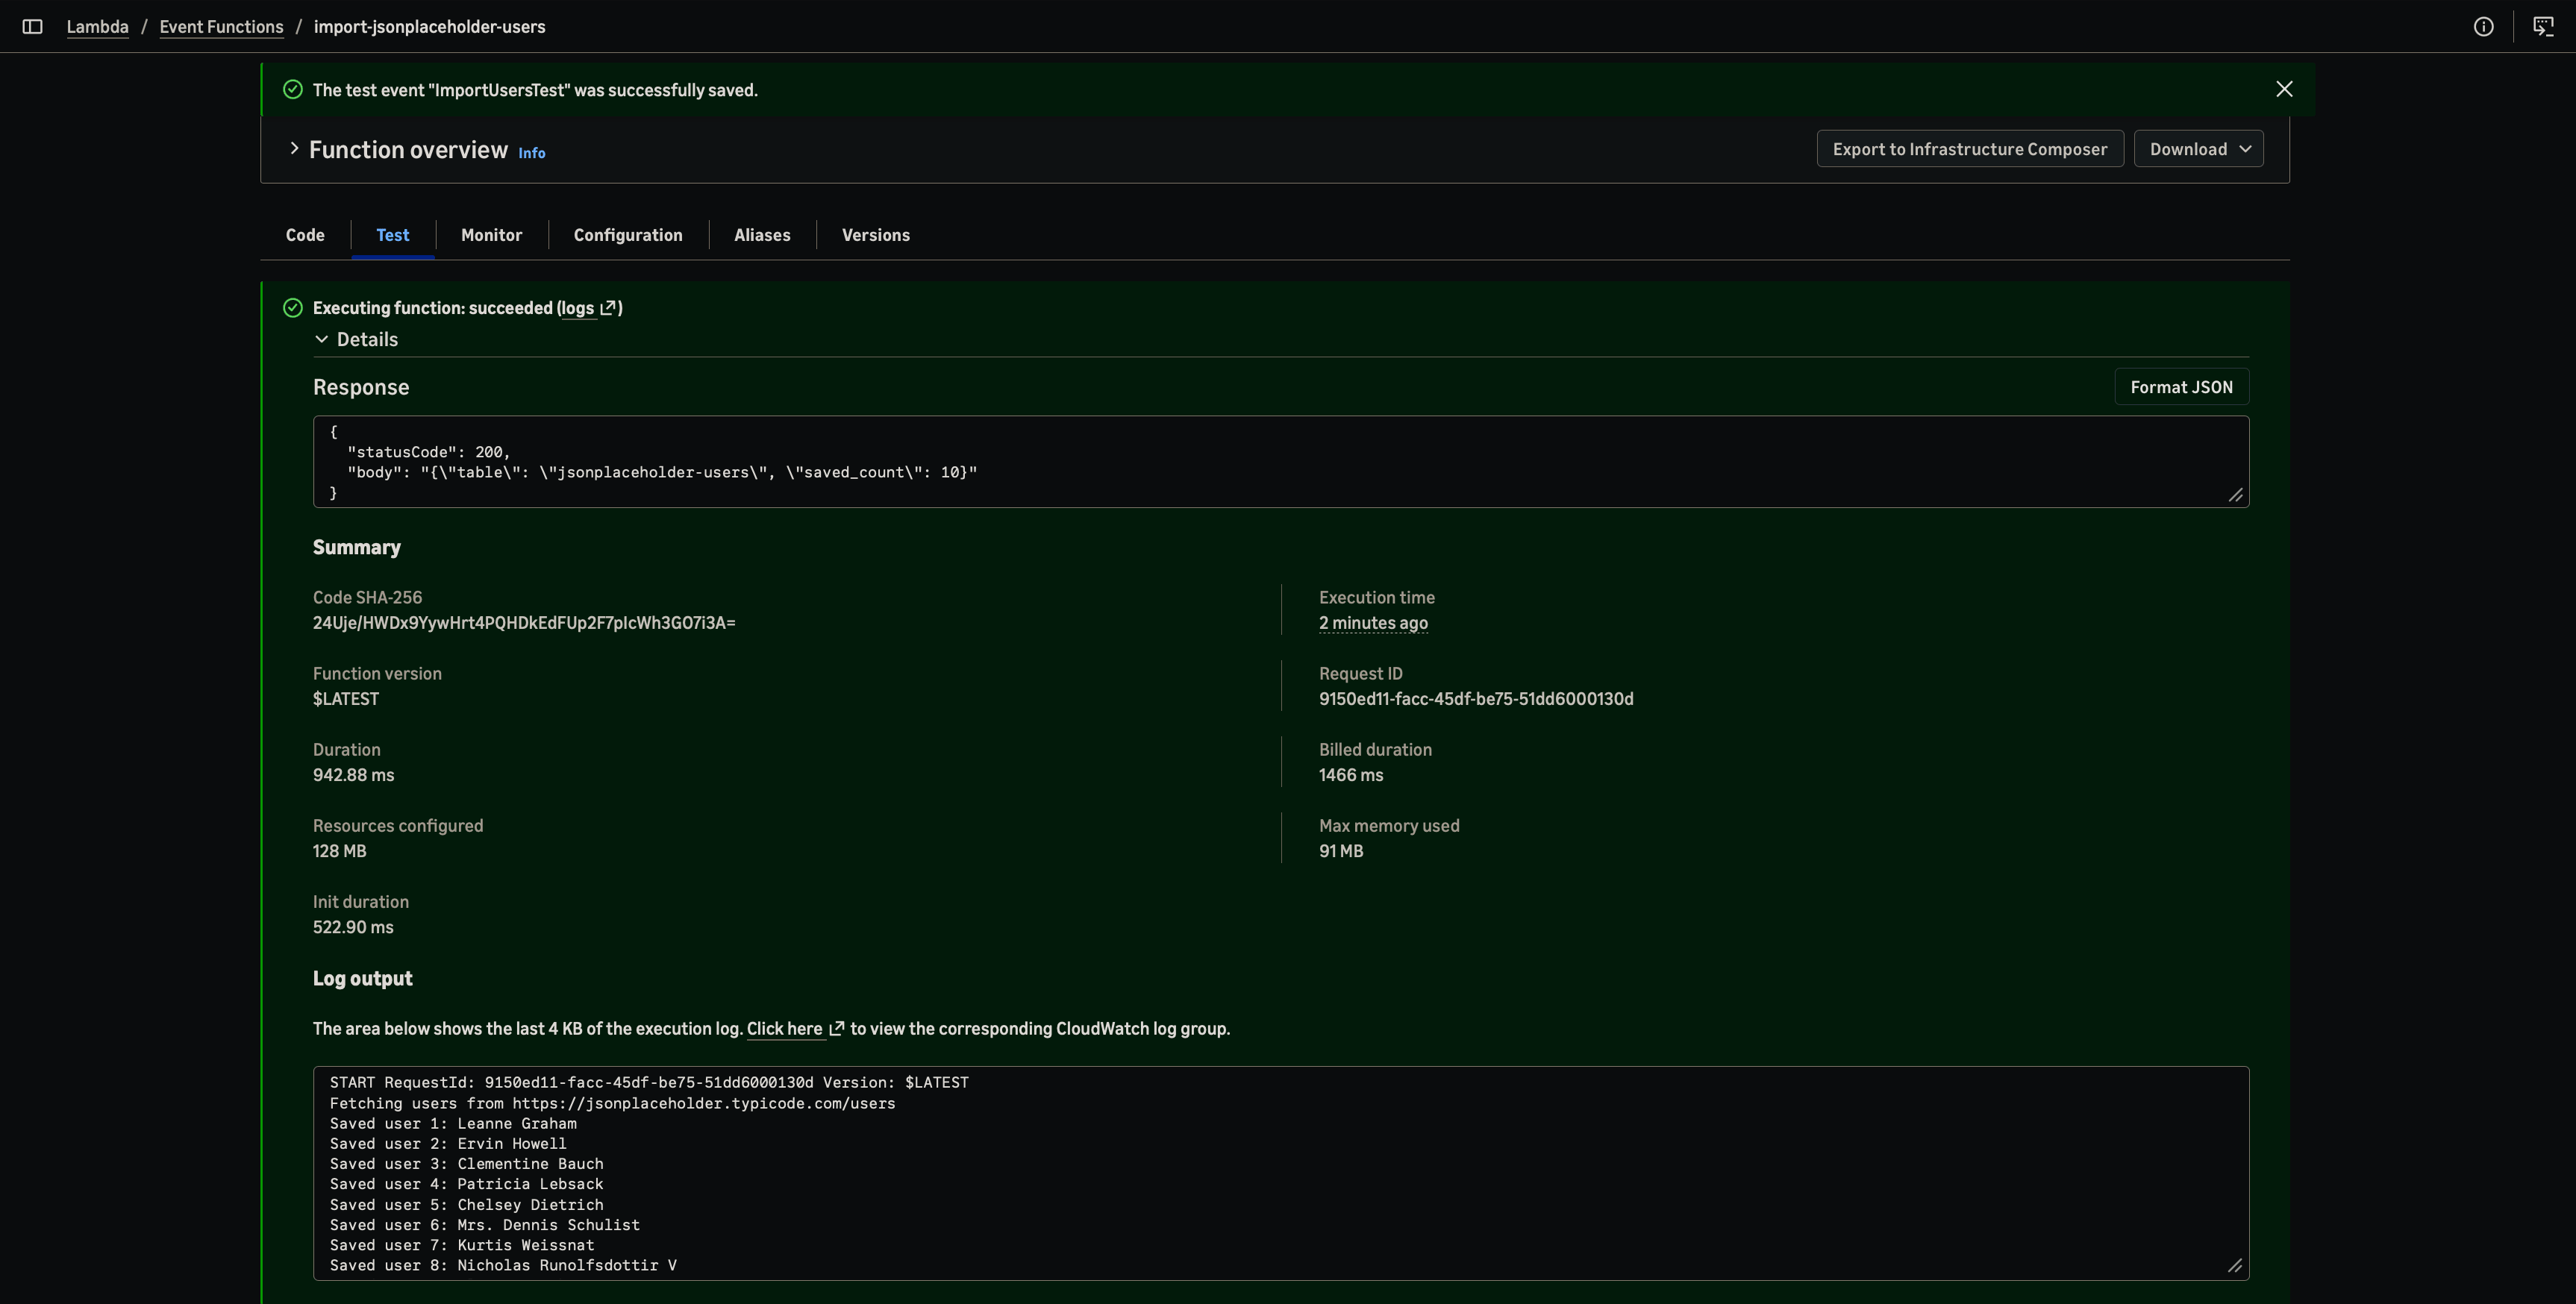 Lambda / Event Functions / import-jsonplaceholder-users
The test event "ImportUsersTest" was successfully saved.
Function overview Info
Export to Infrastructure Composer
Download
Code
Test
Monitor
Configuration
Aliases
Versions
Executing function: succeeded (logs)
Details
Response
Format JSON
{
  "statusCode": 200,
  "body": "{\"table\": \"jsonplaceholder-users\", \"saved_count\": 10}"
}
Summary
Code SHA-256
24Uje/HWDx9YywHrt4PQHDkEdFUp2F7pIcWh3GO7i3A=
Execution time
2 minutes ago
Function version
$LATEST
Request ID
9150ed11-facc-45df-be75-51dd6000130d
Duration
942.88 ms
Billed duration
1466 ms
Resources configured
128 MB
Max memory used
91 MB
Init duration
522.90 ms
Log output
The area below shows the last 4 KB of the execution log. Click here to view the corresponding CloudWatch log group.
START RequestId: 9150ed11-facc-45df-be75-51dd6000130d Version: $LATEST
Fetching users from https://jsonplaceholder.typicode.com/users
Saved user 1: Leanne Graham
Saved user 2: Ervin Howell
Saved user 3: Clementine Bauch
Saved user 4: Patricia Lebsack
Saved user 5: Chelsey Dietrich
Saved user 6: Mrs. Dennis Schulist
Saved user 7: Kurtis Weissnat
Saved user 8: Nicholas Runolfsdottir V